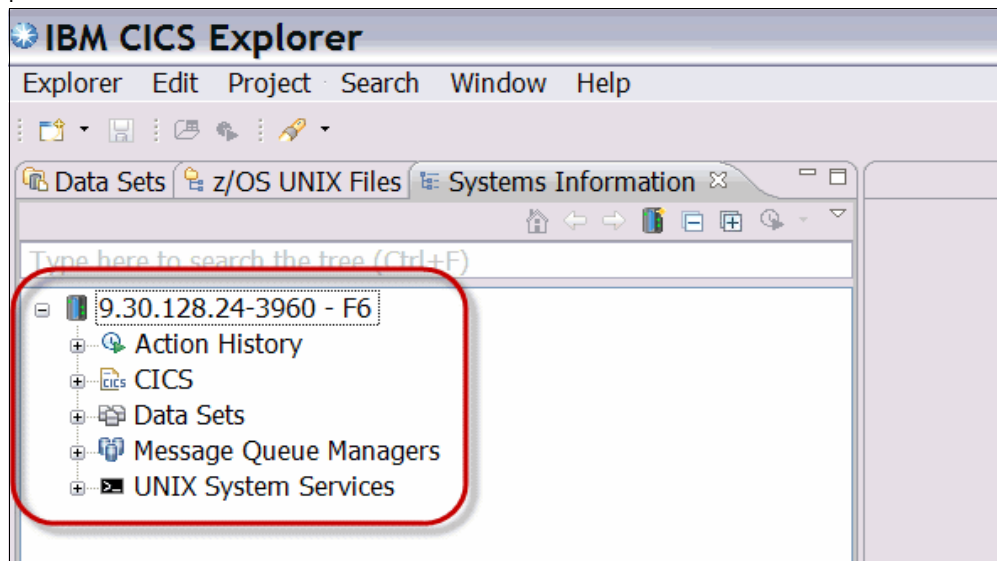 IBM CICS Explorer
Explorer Edit Project Search Window Help
Data Sets z/OS UNIX Files Systems Information
Type here to search the tree (Ctrl+F)
9.30.128.24-3960 - F6
Action History
CICS CICS
Data Sets
Message Queue Managers
UNIX System Services